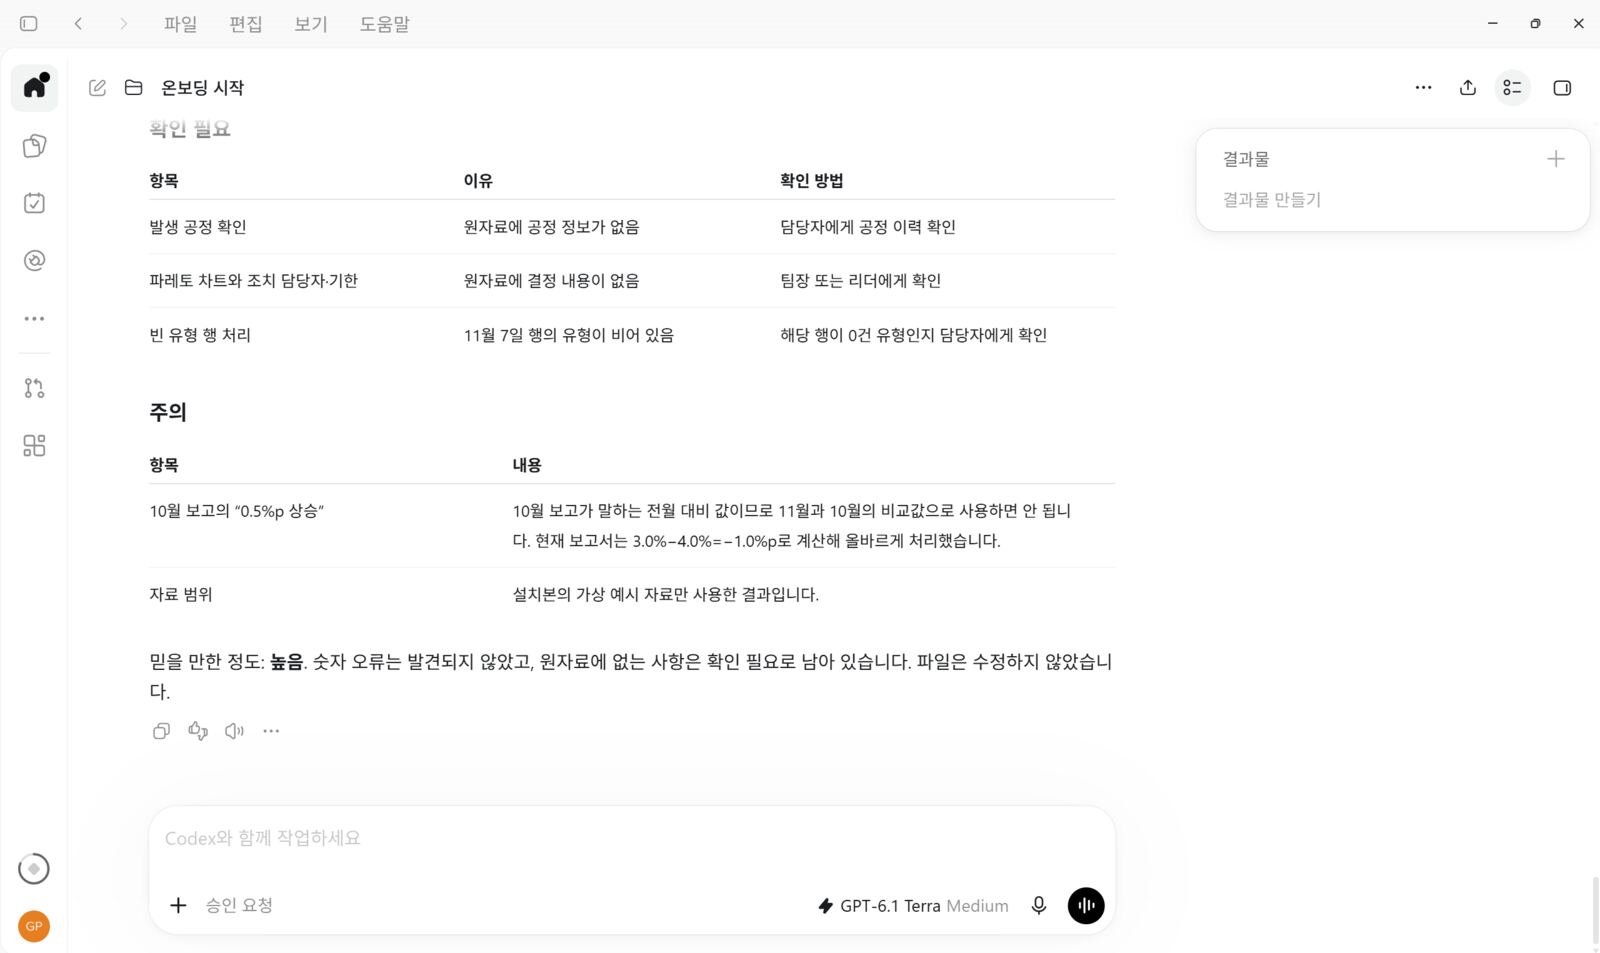 파일 편집 보기 도움말
온보딩 시작
확인 필요
항목 이유 확인 방법
발생 공정 확인 원자료에 공정 정보가 없음 담당자에게 공정 이력 확인
파레토 차트와 조치 담당자·기한 원자료에 결정 내용이 없음 팀장 또는 리더에게 확인
빈 유형 행 처리 11월 7일 행의 유형이 비어 있음 해당 행이 0건 유형인지 담당자에게 확인
주의
항목 내용
10월 보고의 “0.5%p 상승” 10월 보고가 말하는 전월 대비 값이므로 11월과 10월의 비교값으로 사용하면 안 됩니
다. 현재 보고서는 3.0%−4.0%=−1.0%p로 계산해 올바르게 처리했습니다.
자료 범위 설치본의 가상 예시 자료만 사용한 결과입니다.
믿을 만한 정도: 높음. 숫자 오류는 발견되지 않았고, 원자료에 없는 사항은 확인 필요로 남아 있습니다. 파일은 수정하지 않았습니
다.
Codex와 함께 작업하세요
승인 요청 GPT-6.1 Terra Medium
결과물
결과물 만들기
GP